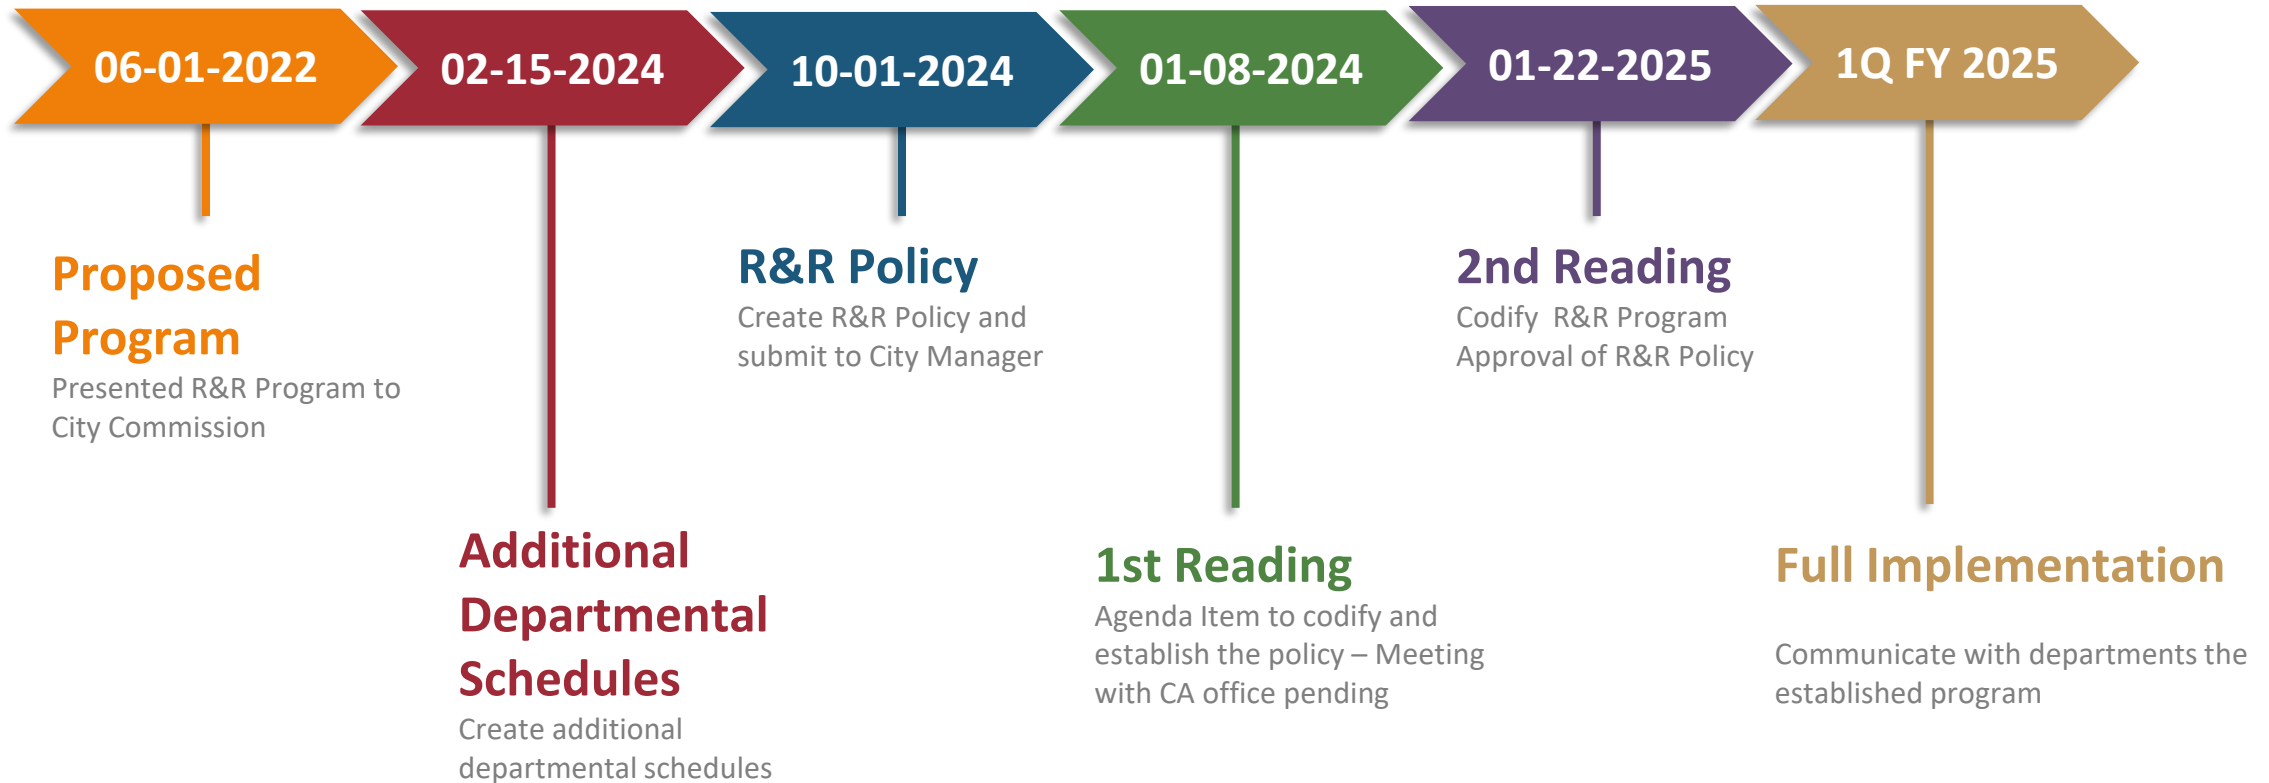 06-01-2022
02-15-2024
10-01-2024
01-08-2024
01-22-2025
1Q FY 2025
Proposed
Program
Presented R&R Program to
City Commission
Additional
Departmental
Schedules
Create additional
departmental schedules
R&R Policy
Create R&R Policy and
submit to City Manager
1st Reading
Agenda Item to codify and
establish the policy – Meeting
with CA office pending
2nd Reading
Codify  R&R Program
Approval of R&R Policy
Full Implementation
Communicate with departments the
established program